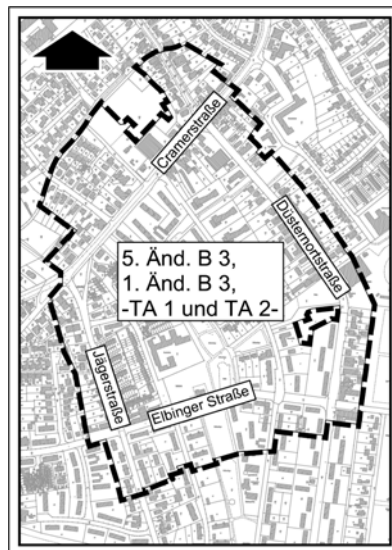 Cramerstraße
Düsternortstraße
5. Änd. B 3,
1. Änd. B 3,
-TA 1 und TA 2-
Jägerstraße
Elbinger Straße